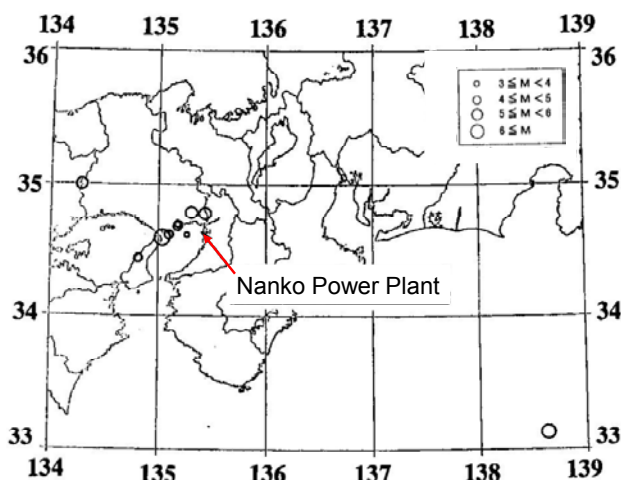 134 135 136 137 138 139
36 36
3 ≦ M < 4
4 ≦ M < 5
5 ≦ M < 6
6 ≦ M
35 35
Nanko Power Plant
34 34
33 33
134 135 136 137 138 139